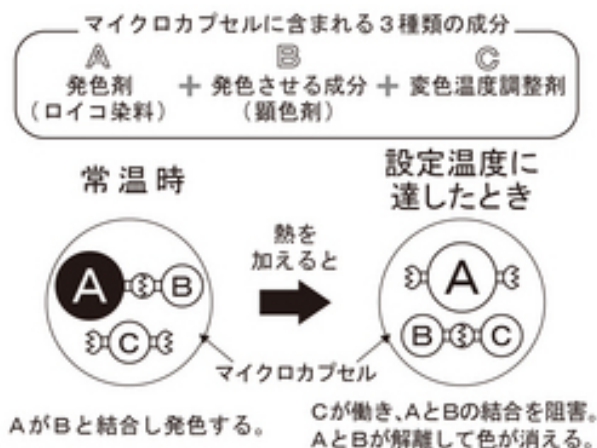 マイクロカプセルに含まれる3種類の成分
A B C
発色剤 + 発色させる成分 + 変色温度調整剤
(ロイコ染料) (顕色剤)
常温時
設定温度に
達したとき
熱を
加えると
A B
C
A
B C
マイクロカプセル
AがBと結合し発色する。
Cが働き、AとBの結合を阻害。
AとBが解離して色が消える。